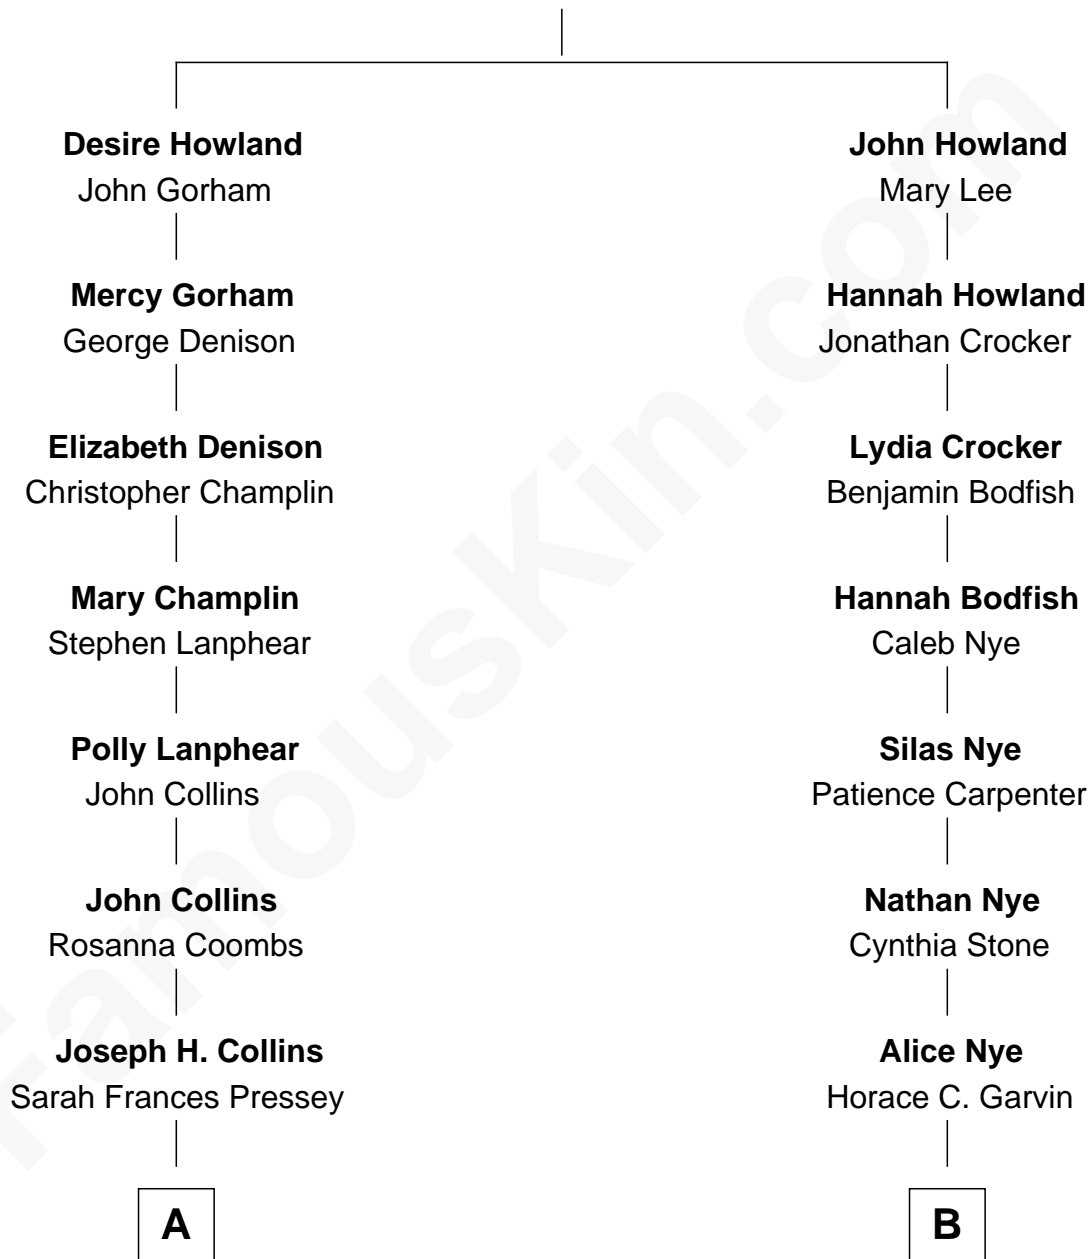 Desire Howland
John Gorham
Mercy Gorham
George Denison
Elizabeth Denison
Christopher Champlin
Mary Champlin
Stephen Lanphear
Polly Lanphear
John Collins
John Collins
Rosanna Coombs
Joseph H. Collins
Sarah Frances Pressey
A
John Howland
Mary Lee
Hannah Howland
Jonathan Crocker
Lydia Crocker
Benjamin Bodfish
Hannah Bodfish
Caleb Nye
Silas Nye
Patience Carpenter
Nathan Nye
Cynthia Stone
Alice Nye
Horace C. Garvin
B
FamousKin.com